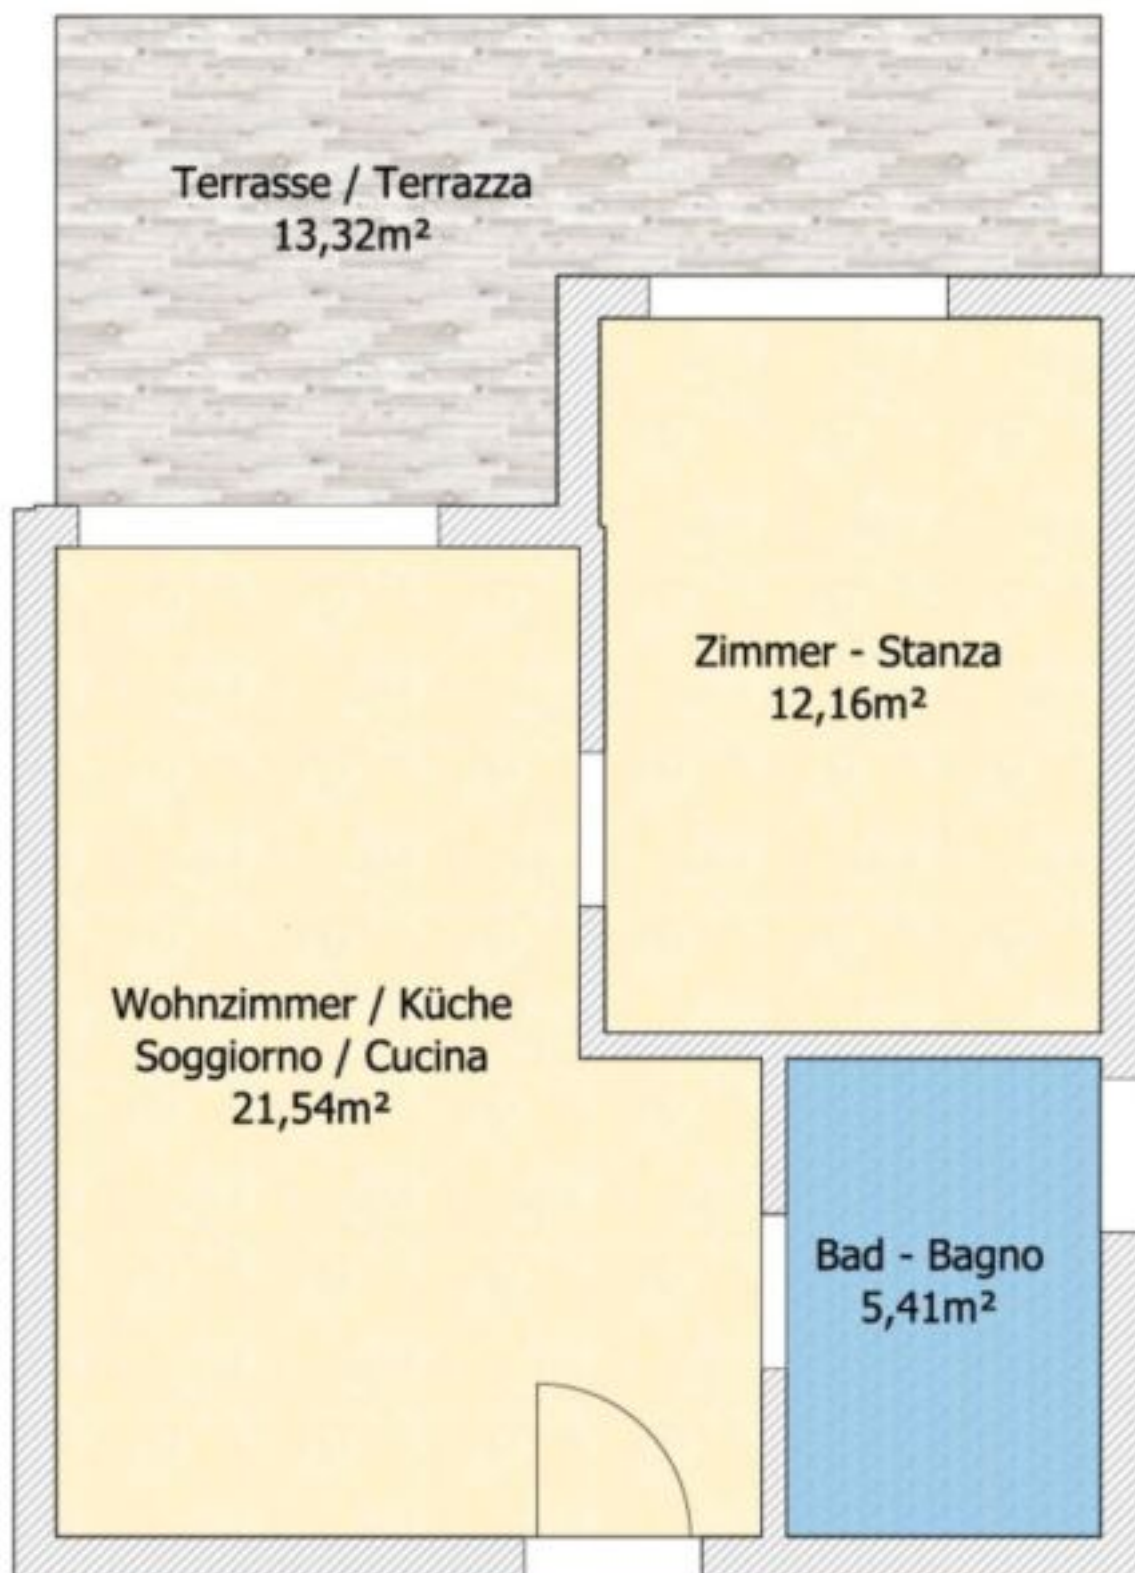 Terrasse / Terrazza
13,32m²
Zimmer - Stanza
12,16m²
Wohnzimmer / Küche
Soggiorno / Cucina
21,54m²
Bad - Bagno
5,41m²